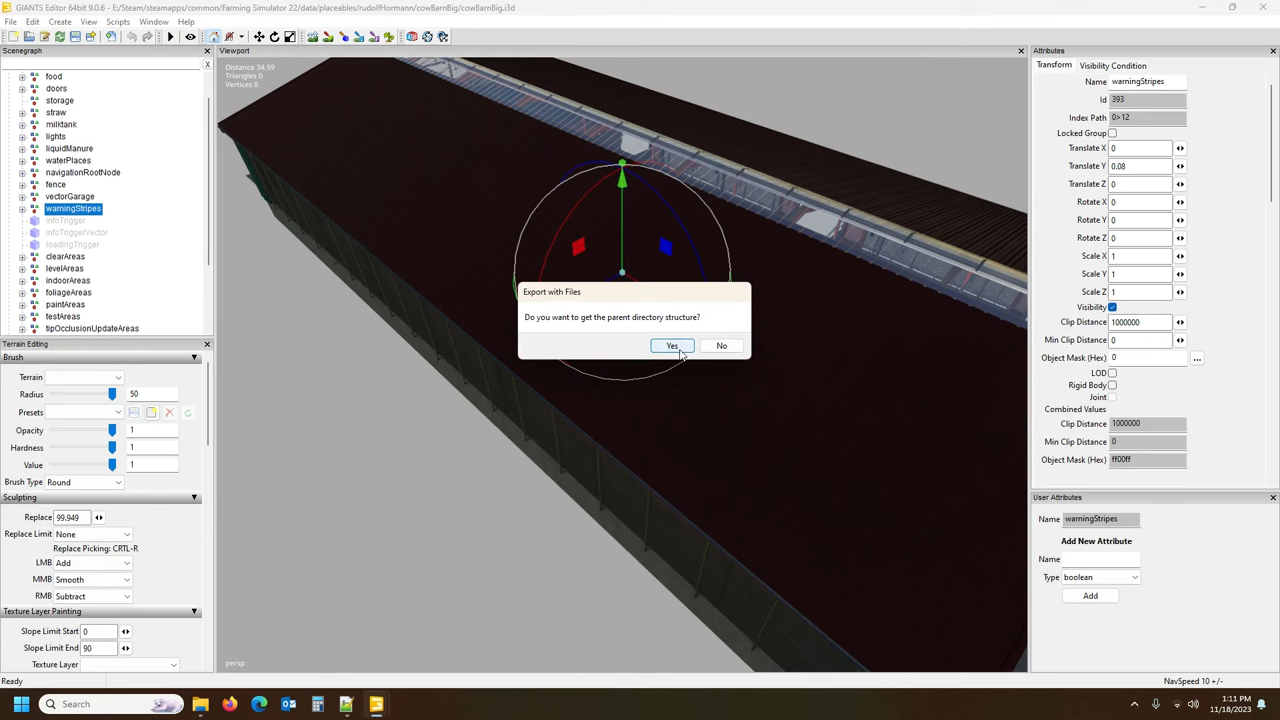 GIANTS Editor 64bit 9.0.6 - E:/Steam/steamapps/common/Farming Simulator 22/data/placeables/rudolfHormann/cowBarnBig/cowBarnBig.i3d
File Edit Create View Scripts Window Help
Scenegraph
X
food
doors
storage
straw
milktank
lights
liquidManure
waterPlaces
navigationRootNode
fence
vectorGarage
warningStripes
infoTrigger
infoTriggerVector
loadingTrigger
clearAreas
levelAreas
indoorAreas
foliageAreas
paintAreas
testAreas
tipOcclusionUpdateAreas
Terrain Editing
Brush
Terrain
Radius 50
Presets
Opacity 1
Hardness 1
Value 1
Brush Type Round
Sculpting
Replace 99.949
Replace Limit None
Replace Picking: CRTL-R
LMB Add
MMB Smooth
RMB Subtract
Texture Layer Painting
Slope Limit Start 0
Slope Limit End 90
Texture Layer
Ready
Viewport
Distance 34.59
Triangles 0
Vertices 0
Export with Files
Do you want to get the parent directory structure?
Yes No
persp
Attributes
Transform Visibility Condition
Name warningStripes
Id 393
Index Path 0>12
Locked Group
Translate X 0
Translate Y 0.08
Translate Z 0
Rotate X 0
Rotate Y 0
Rotate Z 0
Scale X 1
Scale Y 1
Scale Z 1
Visibility
Clip Distance 1000000
Min Clip Distance 0
Object Mask (Hex) 0 ...
LOD
Rigid Body
Joint
Combined Values
Clip Distance 1000000
Min Clip Distance 0
Object Mask (Hex) ff00ff
User Attributes
Name warningStripes
Add New Attribute
Name
Type boolean
Add
NavSpeed 10 +/-
Search
1:11 PM
11/18/2023